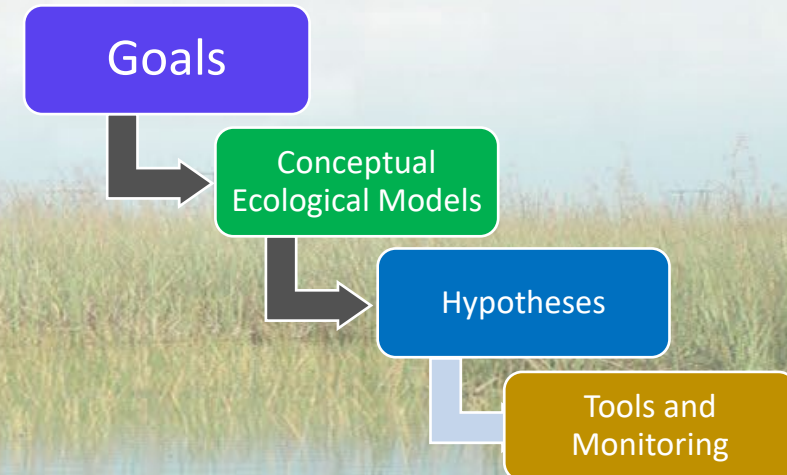 Goals
Conceptual
Ecological Models
Hypotheses
Tools and
Monitoring